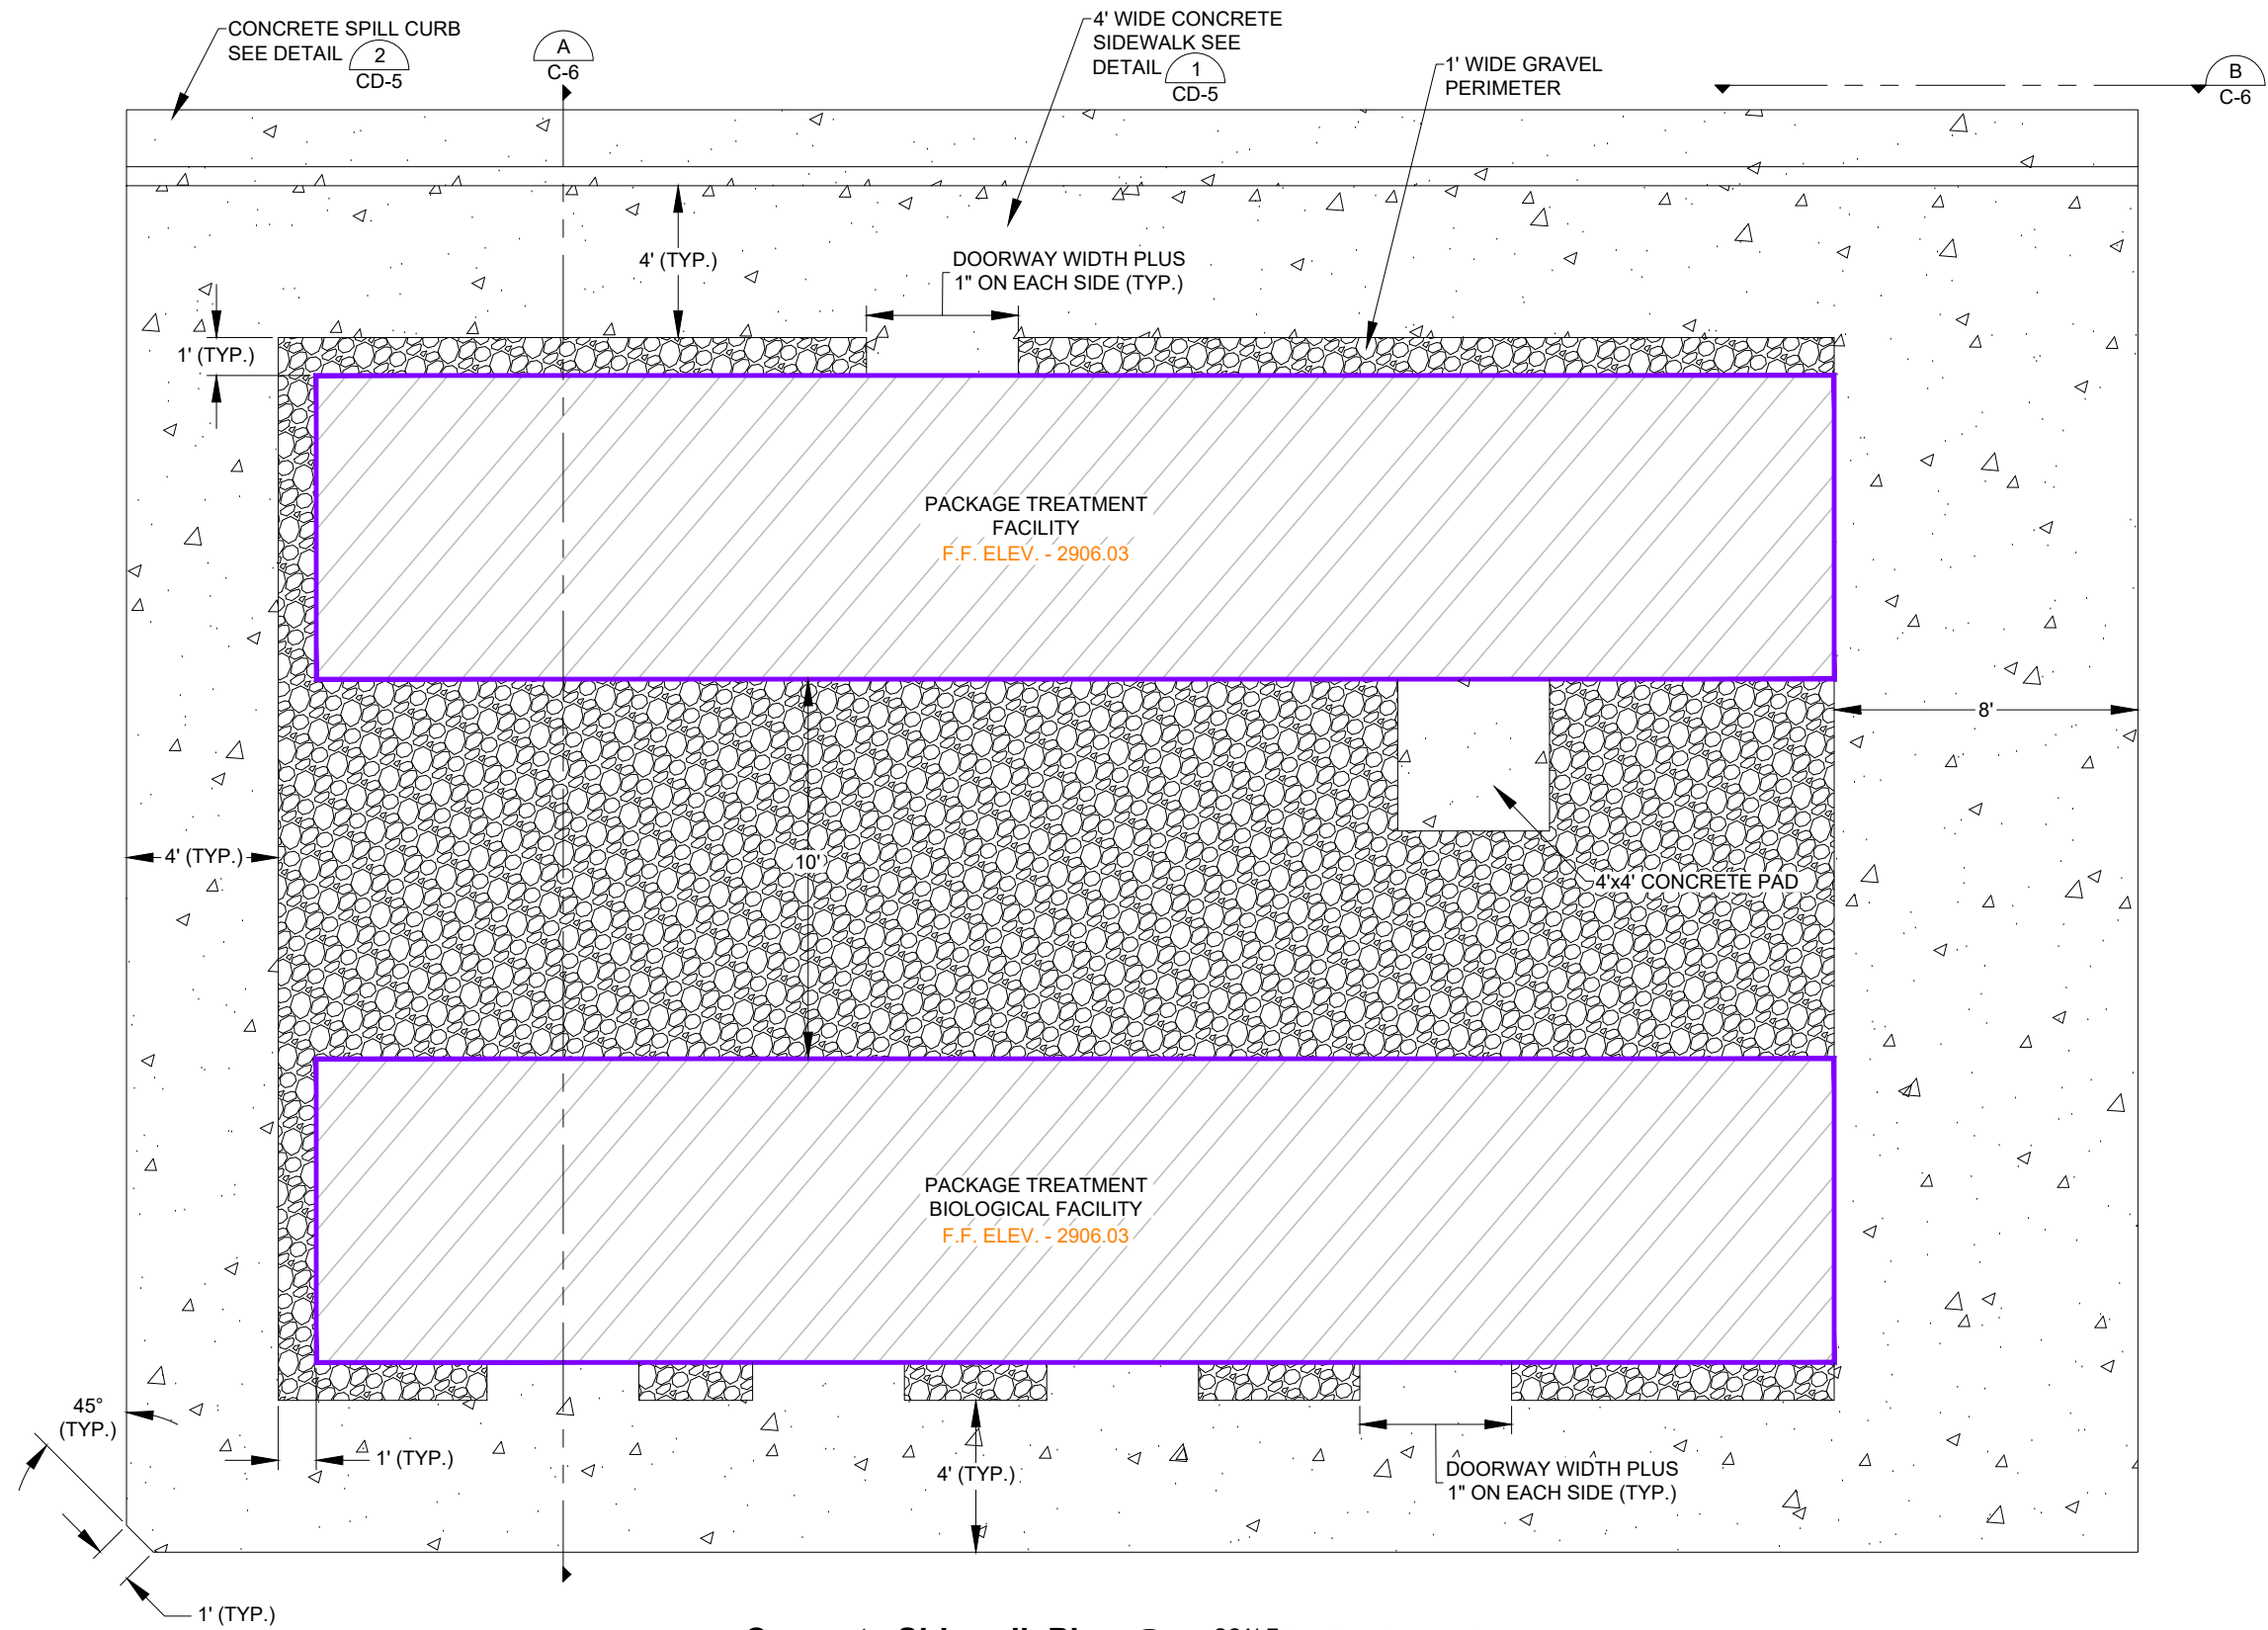 CONCRETE SPILL CURB
SEE DETAIL
2
CD-5
A
C-6
4' WIDE CONCRETE
SIDEWALK SEE
DETAIL
1
CD-5
1' WIDE GRAVEL
PERIMETER
B
C-6
4' (TYP.)
DOORWAY WIDTH PLUS
1" ON EACH SIDE (TYP.)
1' (TYP.)
PACKAGE TREATMENT
FACILITY
F.F. ELEV. - 2906.03
8'
4' (TYP.)
10'
4'x4' CONCRETE PAD
PACKAGE TREATMENT
BIOLOGICAL FACILITY
F.F. ELEV. - 2906.03
45°
(TYP.)
1' (TYP.)
4' (TYP.)
DOORWAY WIDTH PLUS
1" ON EACH SIDE (TYP.)
1' (TYP.)